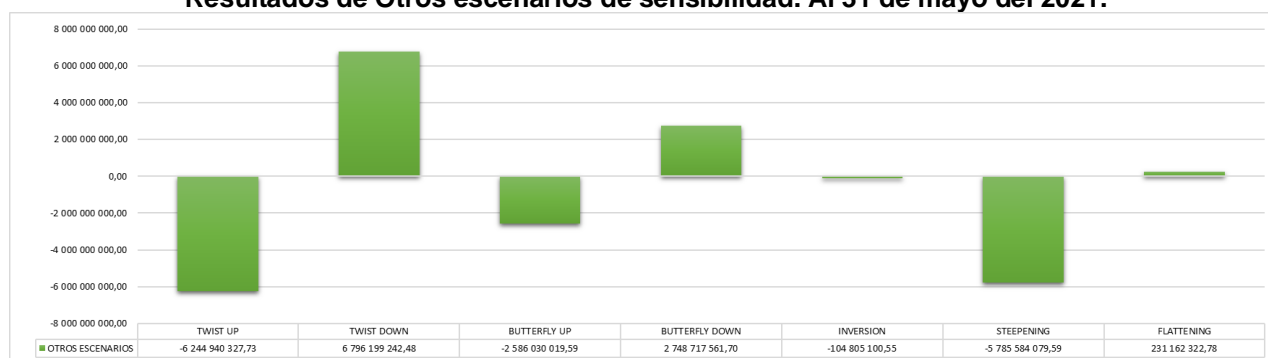 Resultados de Otros escenarios de sensibilidad. Al 31 de mayo del 2021.
8 000 000 000,00
6 000 000 000,00
4 000 000 000,00
2 000 000 000,00
0,00
-2 000 000 000,00
-4 000 000 000,00
-6 000 000 000,00
-8 000 000 000,00
TWIST UP TWIST DOWN BUTTERFLY UP BUTTERFLY DOWN INVERSION STEEPENING FLATTENING
OTROS ESCENARIOS -6 244 940 327,73 6 796 199 242,48 -2 586 030 019,59 2 748 717 561,70 -104 805 100,55 -5 785 584 079,59 231 162 322,78